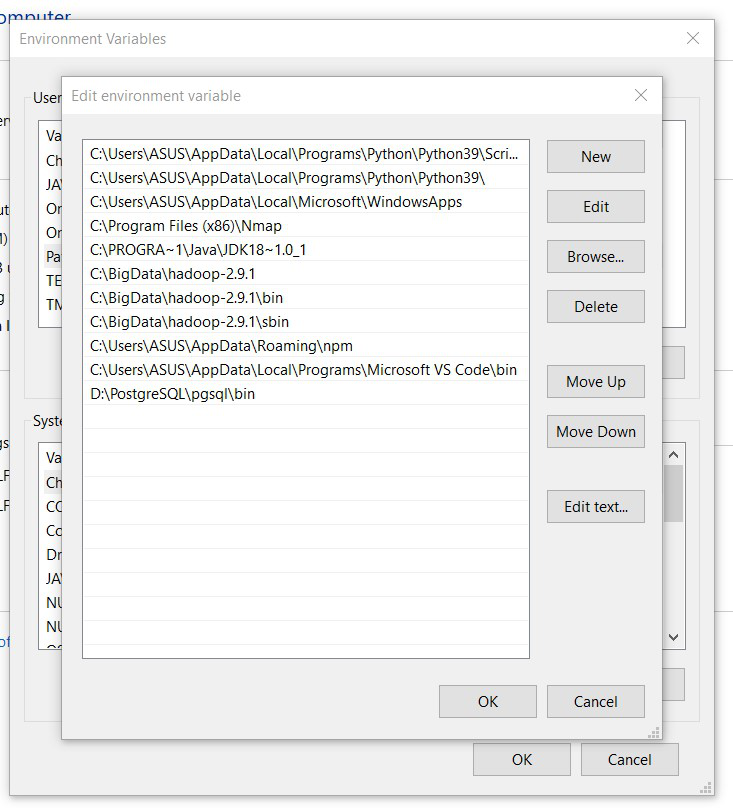 omputer
Environment Variables
User
Edit environment variable
Va
C:\Users\ASUS\AppData\Local\Programs\Python\Python39\Scri...
New
Ch
C:\Users\ASUS\AppData\Local\Programs\Python\Python39\
JA
C:\Users\ASUS\AppData\Local\Microsoft\WindowsApps
Edit
On
C:\Program Files (x86)\Nmap
Or
C:\PROGRA~1\Java\JDK18~1.0_1
Browse...
Pa
C:\BigData\hadoop-2.9.1
TE
C:\BigData\hadoop-2.9.1\bin
Delete
TM
C:\BigData\hadoop-2.9.1\sbin
C:\Users\ASUS\AppData\Roaming\npm
C:\Users\ASUS\AppData\Local\Programs\Microsoft VS Code\bin
Move Up
D:\PostgreSQL\pgsql\bin
Syste
Move Down
Va
Ch
CC
Edit text...
Co
Dr
JA
NU
NU
of
OK
Cancel
OK
Cancel